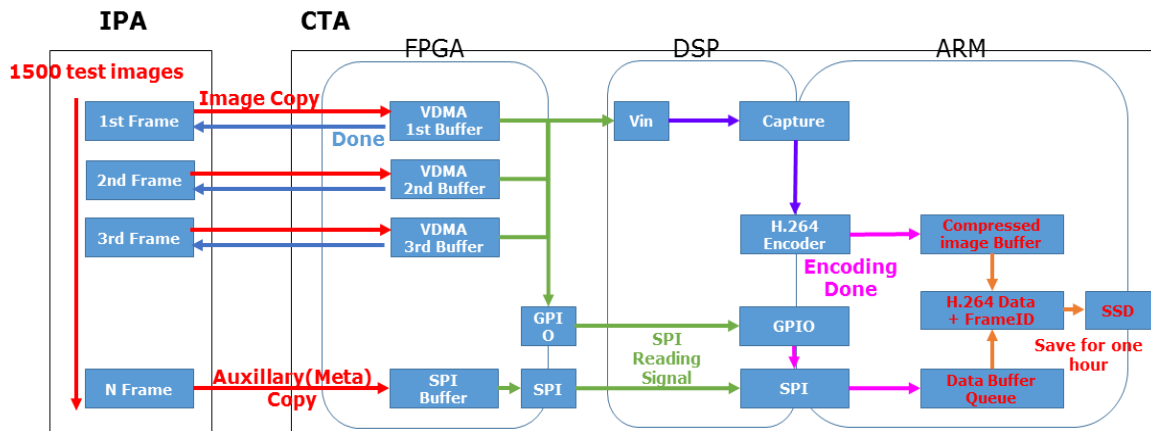 IPA
CTA
FPGA
DSP
ARM
1500 test images
Image Copy
1st Frame
VDMA
1st Buffer
Vin
Capture
Done
2nd Frame
VDMA
2nd Buffer
3rd Frame
VDMA
3rd Buffer
H.264
Encoder
Compressed
image Buffer
Encoding
Done
GPI
O
GPIO
H.264 Data
+ FrameID
SSD
SPI
Reading
Signal
Save for one
hour
Auxillary(Meta)
Copy
N Frame
SPI
Buffer
SPI
SPI
Data Buffer
Queue